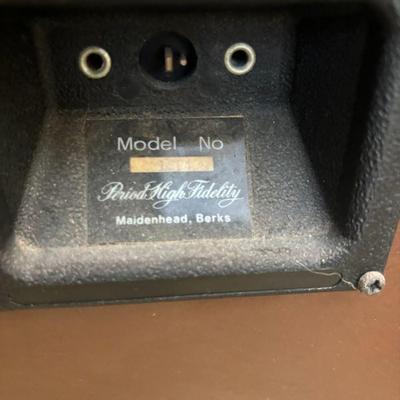 Model No
Period High Fidelity
Maidenhead, Berks